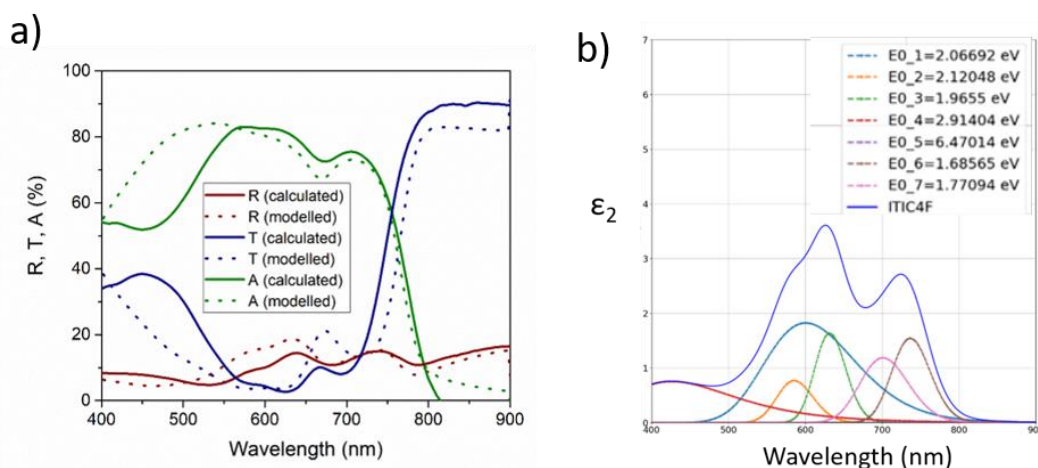 a)
100
80
60
40
20
0
R, T, A (%)
R (calculated)
R (modelled)
T (calculated)
T (modelled)
A (calculated)
A (modelled)
400 500 600 700 800 900
Wavelength (nm)
b)
7
6
5
4
3
2
1
0
ε2
E0_1=2.06692 eV
E0_2=2.12048 eV
E0_3=1.9655 eV
E0_4=2.91404 eV
E0_5=6.47014 eV
E0_6=1.68565 eV
E0_7=1.77094 eV
ITIC4F
400 500 600 700 800 900
Wavelength (nm)